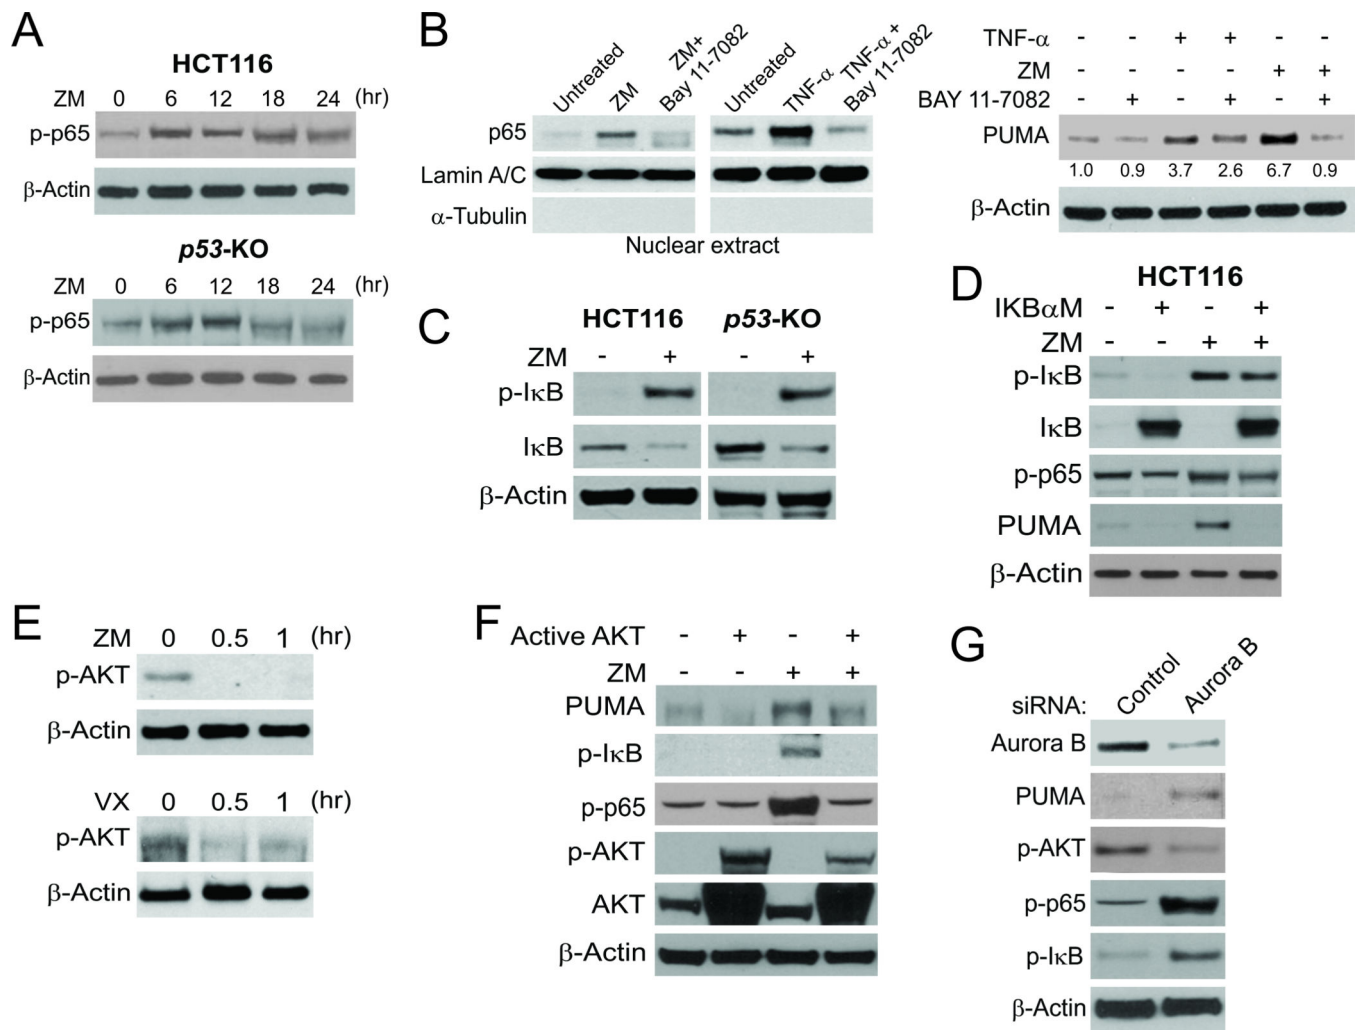 A
HCT116
ZM 0 6 12 18 24 (hr)
p-p65
β-Actin
p53-KO
ZM 0 6 12 18 24 (hr)
p-p65
β-Actin
B
Untreated ZM ZM+ Bay 11-7082 Untreated TNF-α TNF-α + Bay 11-7082
p65
Lamin A/C
α-Tubulin
Nuclear extract
TNF-α - - + + - -
ZM - - - - + +
BAY 11-7082 - + - + - +
PUMA
1.0 0.9 3.7 2.6 6.7 0.9
β-Actin
C
HCT116 p53-KO
ZM - + - +
p-IκB
IκB
β-Actin
D
HCT116
IKBαM - + - +
ZM - - + +
p-IκB
IκB
p-p65
PUMA
β-Actin
E
ZM 0 0.5 1 (hr)
p-AKT
β-Actin
VX 0 0.5 1 (hr)
p-AKT
β-Actin
F
Active AKT - + - +
ZM - - + +
PUMA
p-IκB
p-p65
p-AKT
AKT
β-Actin
G
siRNA: Control Aurora B
Aurora B
PUMA
p-AKT
p-p65
p-IκB
β-Actin